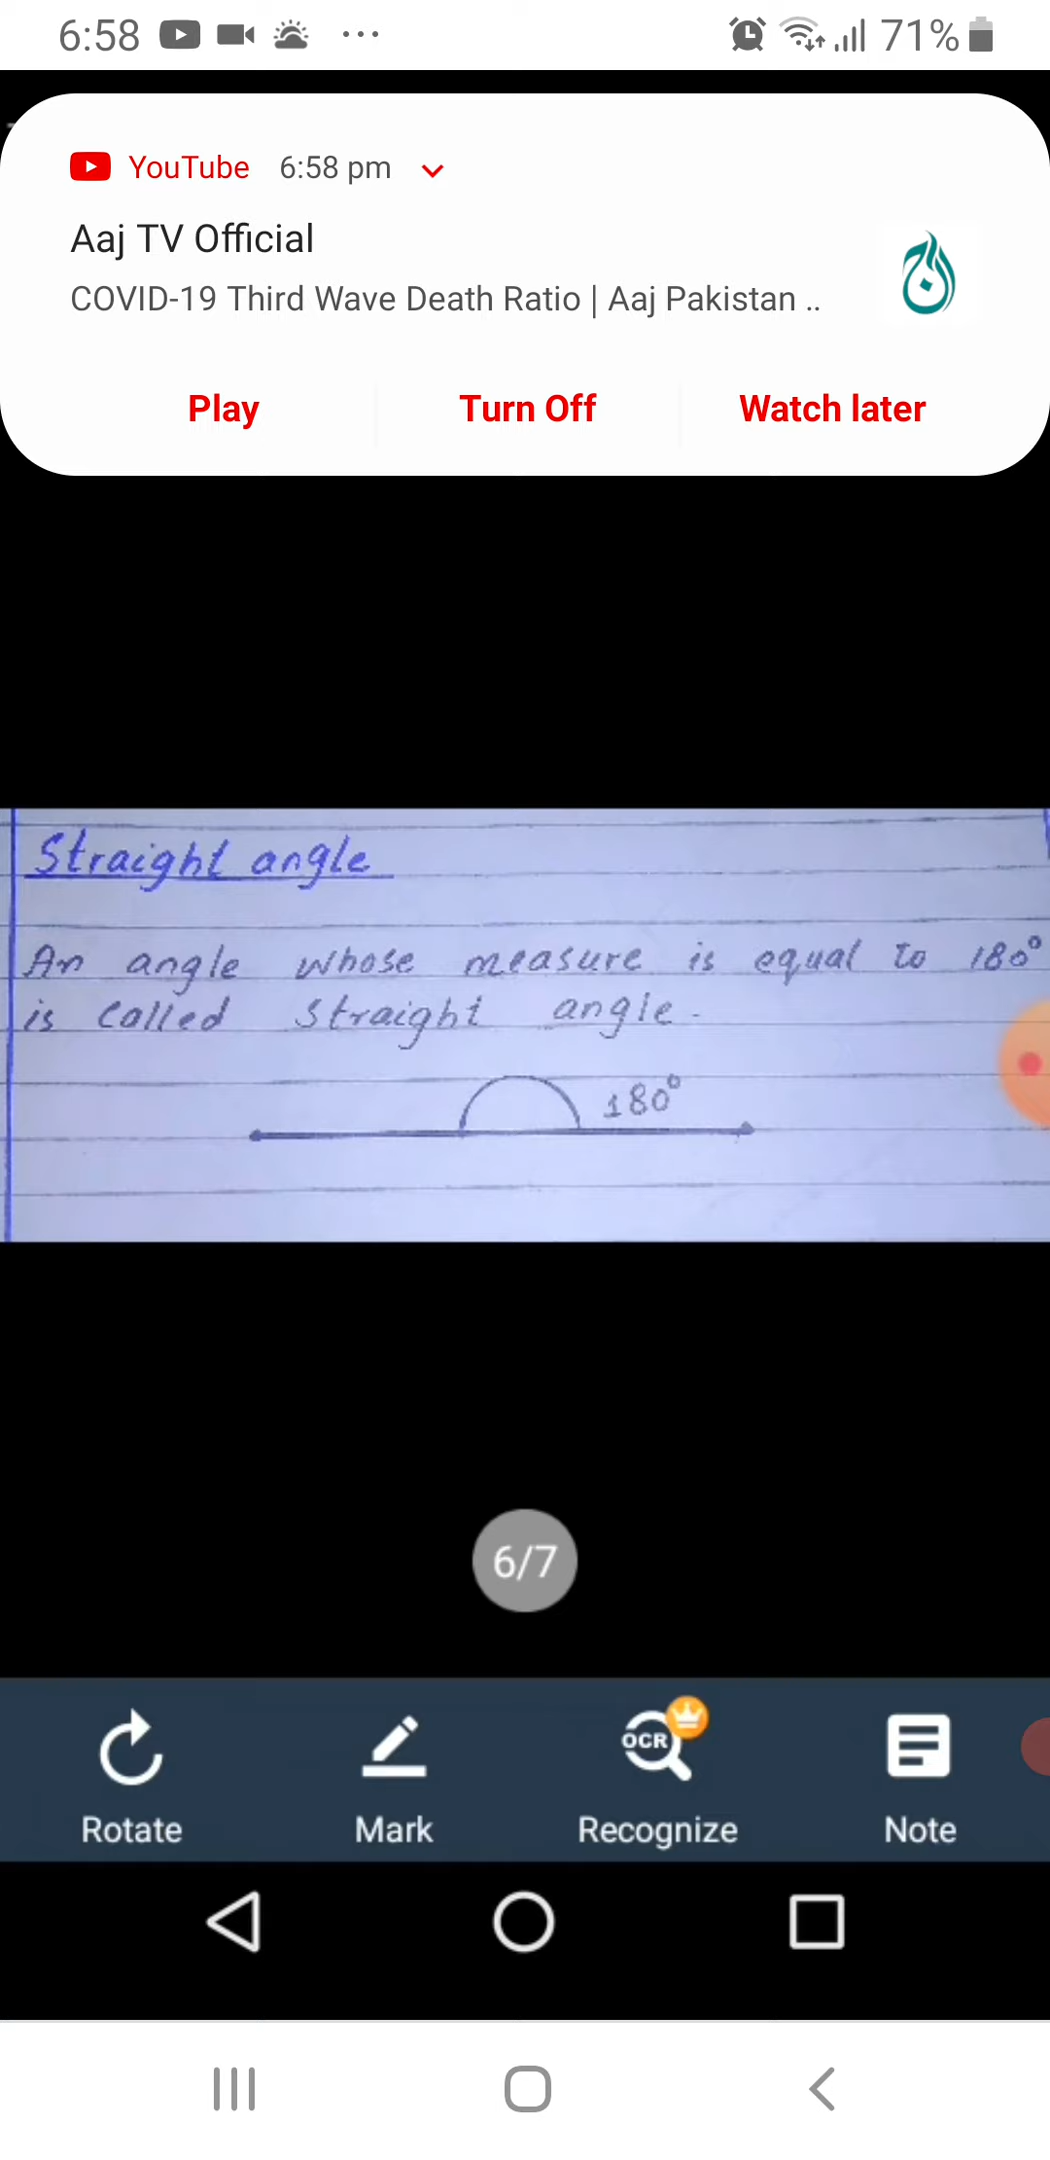 6:58 71%
YouTube 6:58 pm
Aaj TV Official
COVID-19 Third Wave Death Ratio | Aaj Pakistan ..
Play Turn Off Watch later
Straight angle
An angle whose measure is equal to 180°
is called straight angle.
180°
6/7
OCR
Rotate Mark Recognize Note